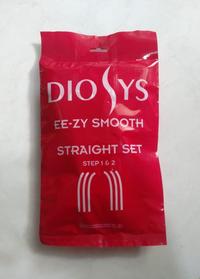 DIOSYS
EE-ZY SMOOTH
STRAIGHT SET
STEP 1 & 2